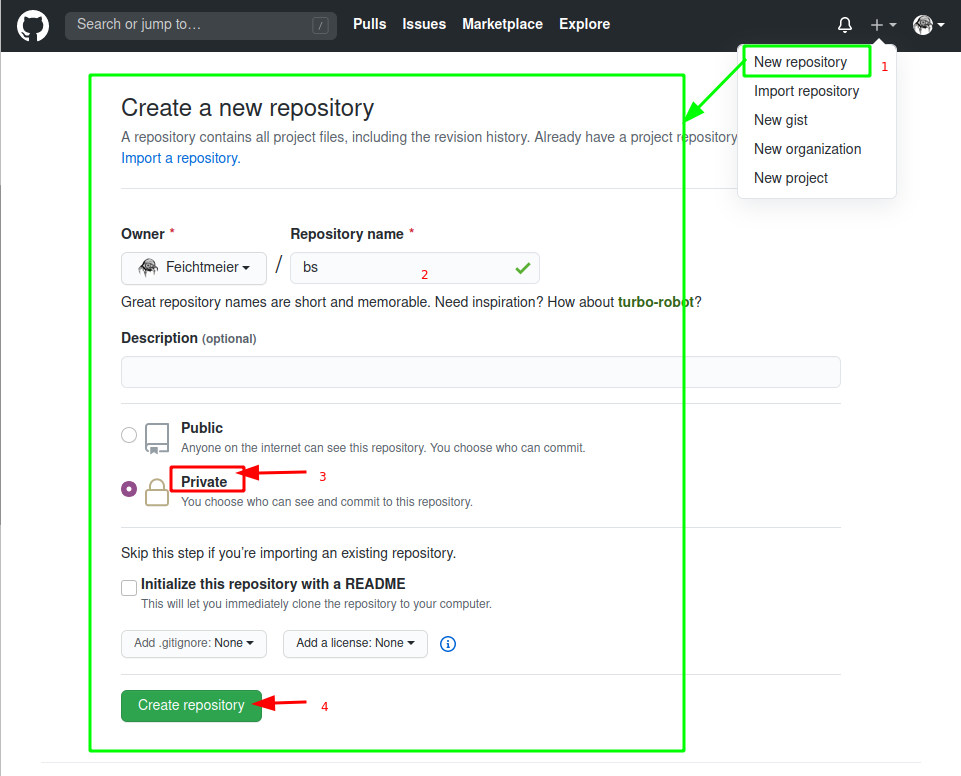 Search or jump to… /
Pulls Issues Marketplace Explore
New repository 1
Import repository
New gist
New organization
New project
Create a new repository
A repository contains all project files, including the revision history. Already have a project repository
Import a repository.
Owner * Repository name *
Feichtmeier / bs 2
Great repository names are short and memorable. Need inspiration? How about turbo-robot?
Description (optional)
Public
Anyone on the internet can see this repository. You choose who can commit.
Private 3
You choose who can see and commit to this repository.
Skip this step if you’re importing an existing repository.
Initialize this repository with a README
This will let you immediately clone the repository to your computer.
Add .gitignore: None Add a license: None i
Create repository 4